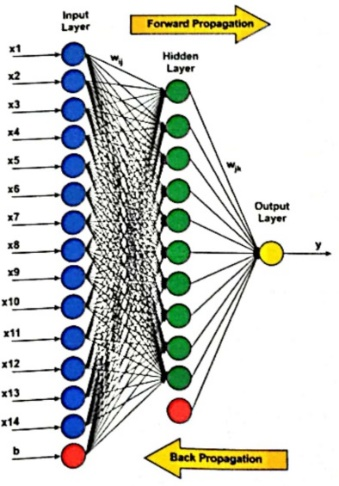 Input
Layer
Forward Propagation
Hidden
Layer
wij
x1
x2
x3
x4
x5
x6
x7
x8
x9
x10
x11
x12
x13
x14
b
wjk
Output
Layer
y
Back Propagation